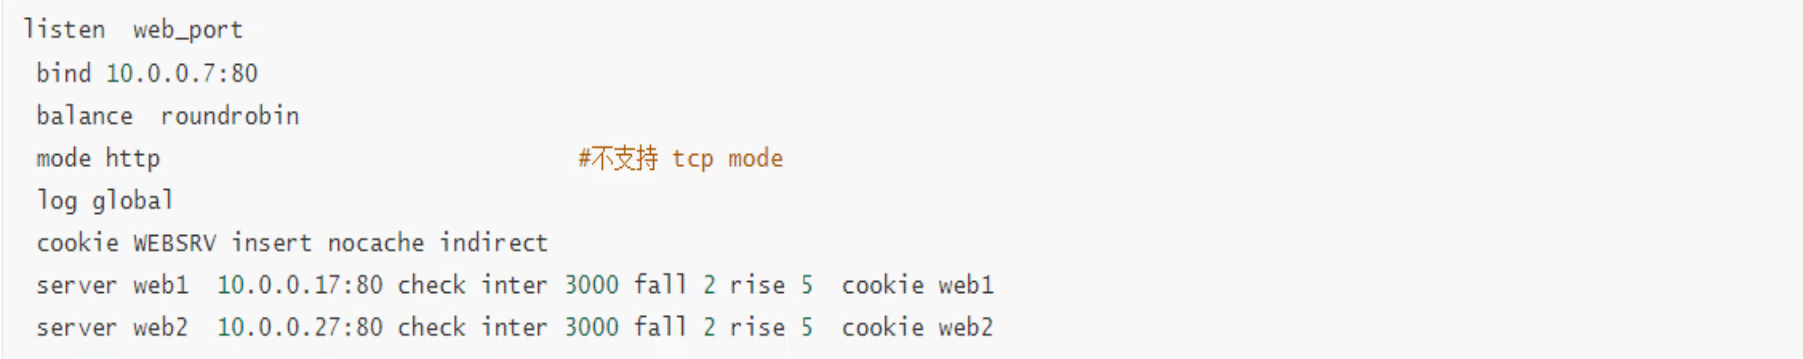 listen  web_port
 bind 10.0.0.7:80
 balance  roundrobin
 mode http                              #不支持 tcp mode
 log global
 cookie WEBSRV insert nocache indirect
 server web1  10.0.0.17:80 check inter 3000 fall 2 rise 5  cookie web1
 server web2  10.0.0.27:80 check inter 3000 fall 2 rise 5  cookie web2